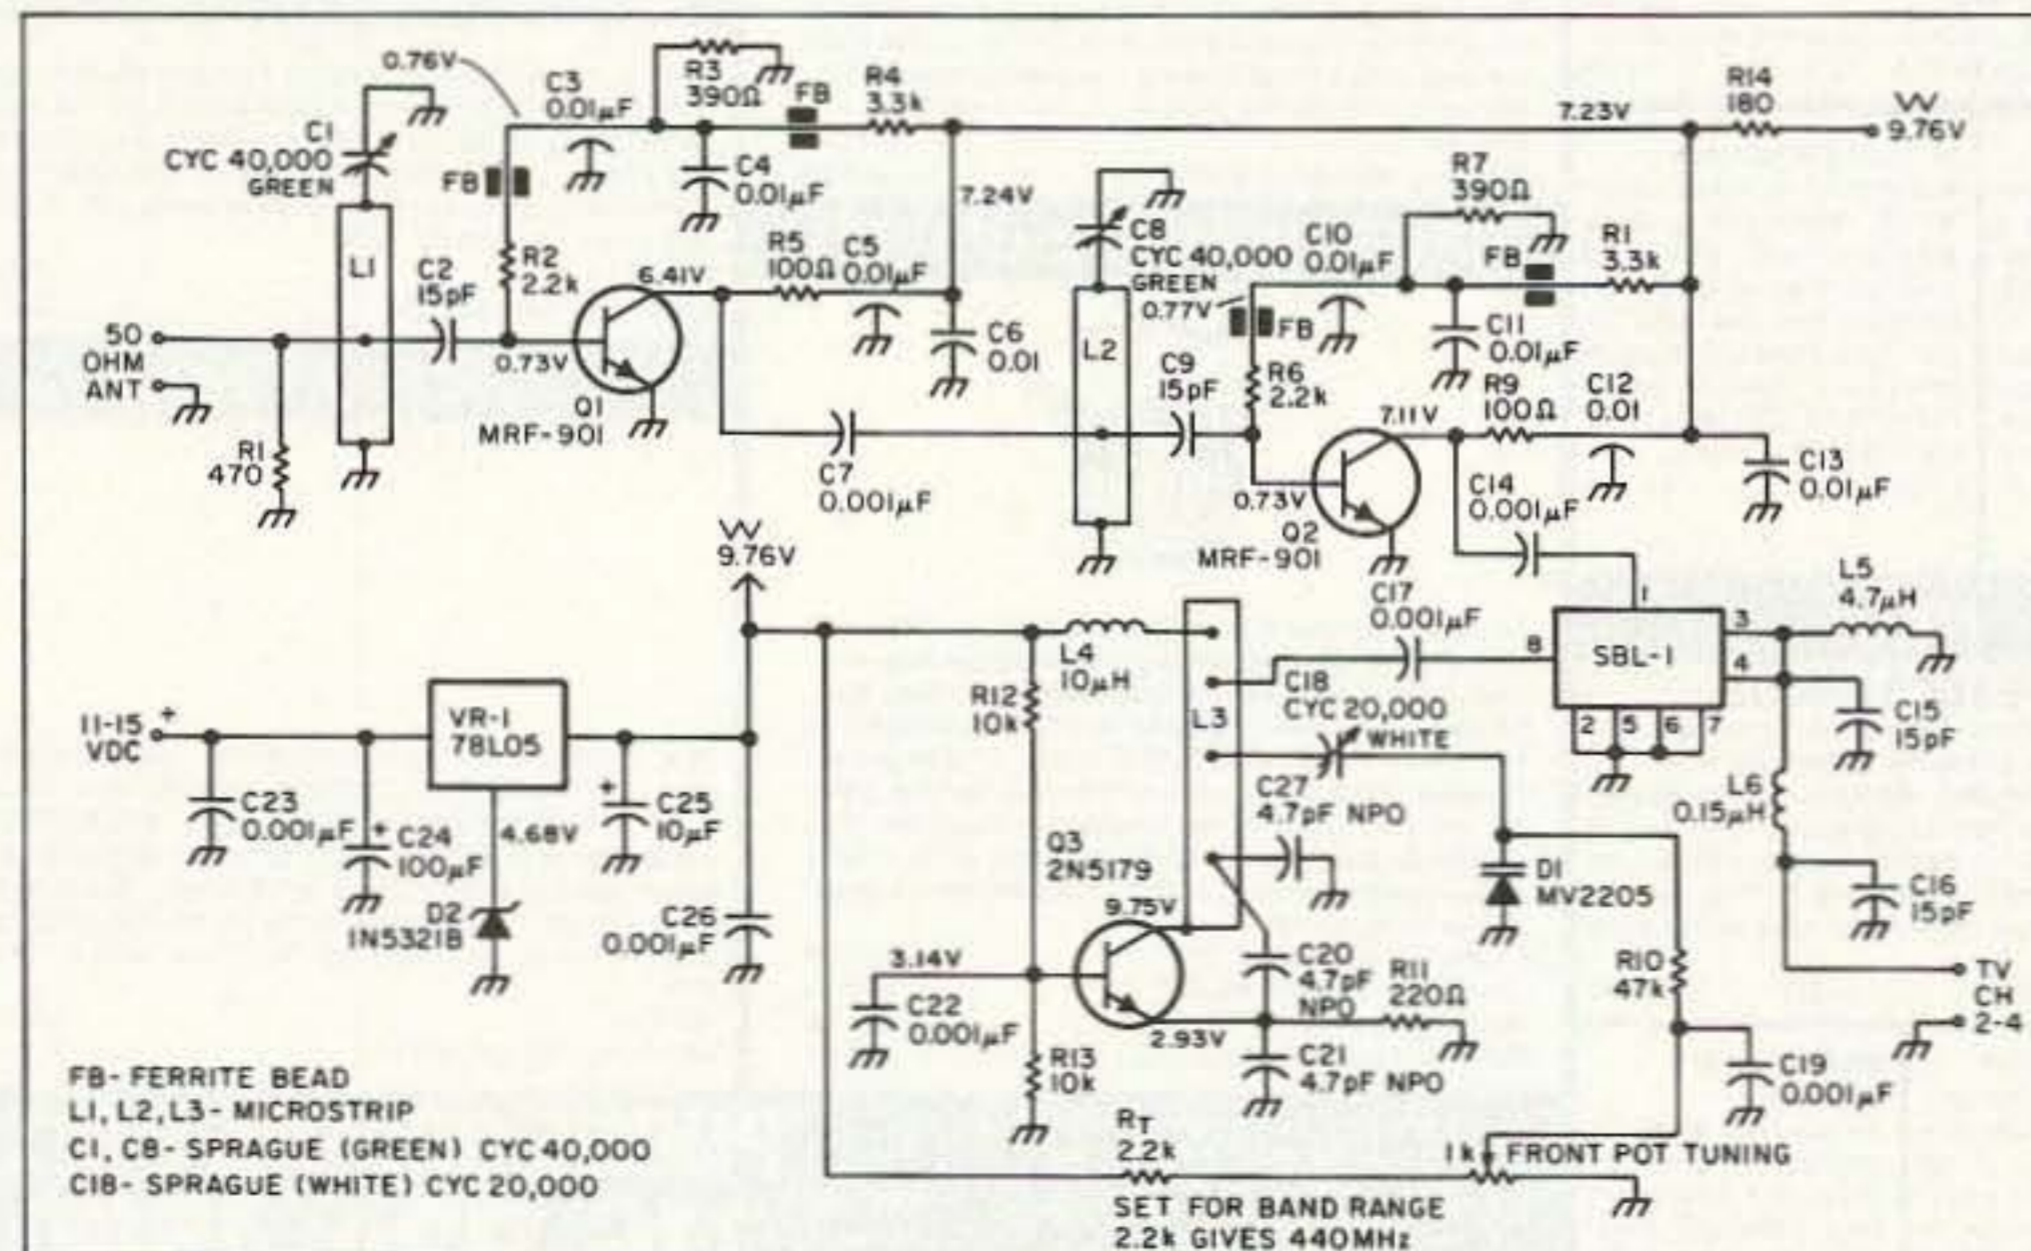 0.76V
C3
0.01µF
R3
390Ω
FB
R4
3.3k
7.23V
R14
180
9.76V
C1
CYC 40,000
GREEN
FB
C4
0.01µF
7.24V
R7
390Ω
L1
C2
15pF
R2
2.2k
6.41V
R5
100Ω
C5
0.01µF
C8
CYC 40,000
GREEN
0.77V
C10
0.01µF
FB
R1
3.3k
50
OHM
ANT
0.73V
Q1
MRF-901
C6
0.01
L2
FB
C11
0.01µF
C9
15pF
R6
2.2k
7.11V
R9
100Ω
C12
0.01
R1
470
C7
0.001µF
0.73V
Q2
MRF-901
C14
0.001µF
C13
0.01µF
9.76V
C17
0.001µF
1
L5
4.7µH
8
SBL-1
3
4
2
5
6
7
L4
10µH
R12
10k
L3
C18
CYC 20,000
WHITE
C15
15pF
11-15
VDC
+
VR-1
78L05
C23
0.001µF
+
C24
100µF
4.68V
+
C25
10µF
C27
4.7pF NPO
L6
0.15µH
Q3
2N5179
D1
MV2205
C16
15pF
D2
1N5321B
C26
0.001µF
9.75V
3.14V
C20
4.7pF
NPO
R11
220Ω
R10
47k
TV
CH
2-4
C22
0.001µF
2.93V
R13
10k
C21
4.7pF NPO
C19
0.001µF
FB- FERRITE BEAD
L1, L2, L3- MICROSTRIP
C1, C8- SPRAGUE (GREEN) CYC 40,000
C18- SPRAGUE (WHITE) CYC 20,000
RT
2.2k
1k
FRONT POT TUNING
SET FOR BAND RANGE
2.2k GIVES 440MHz